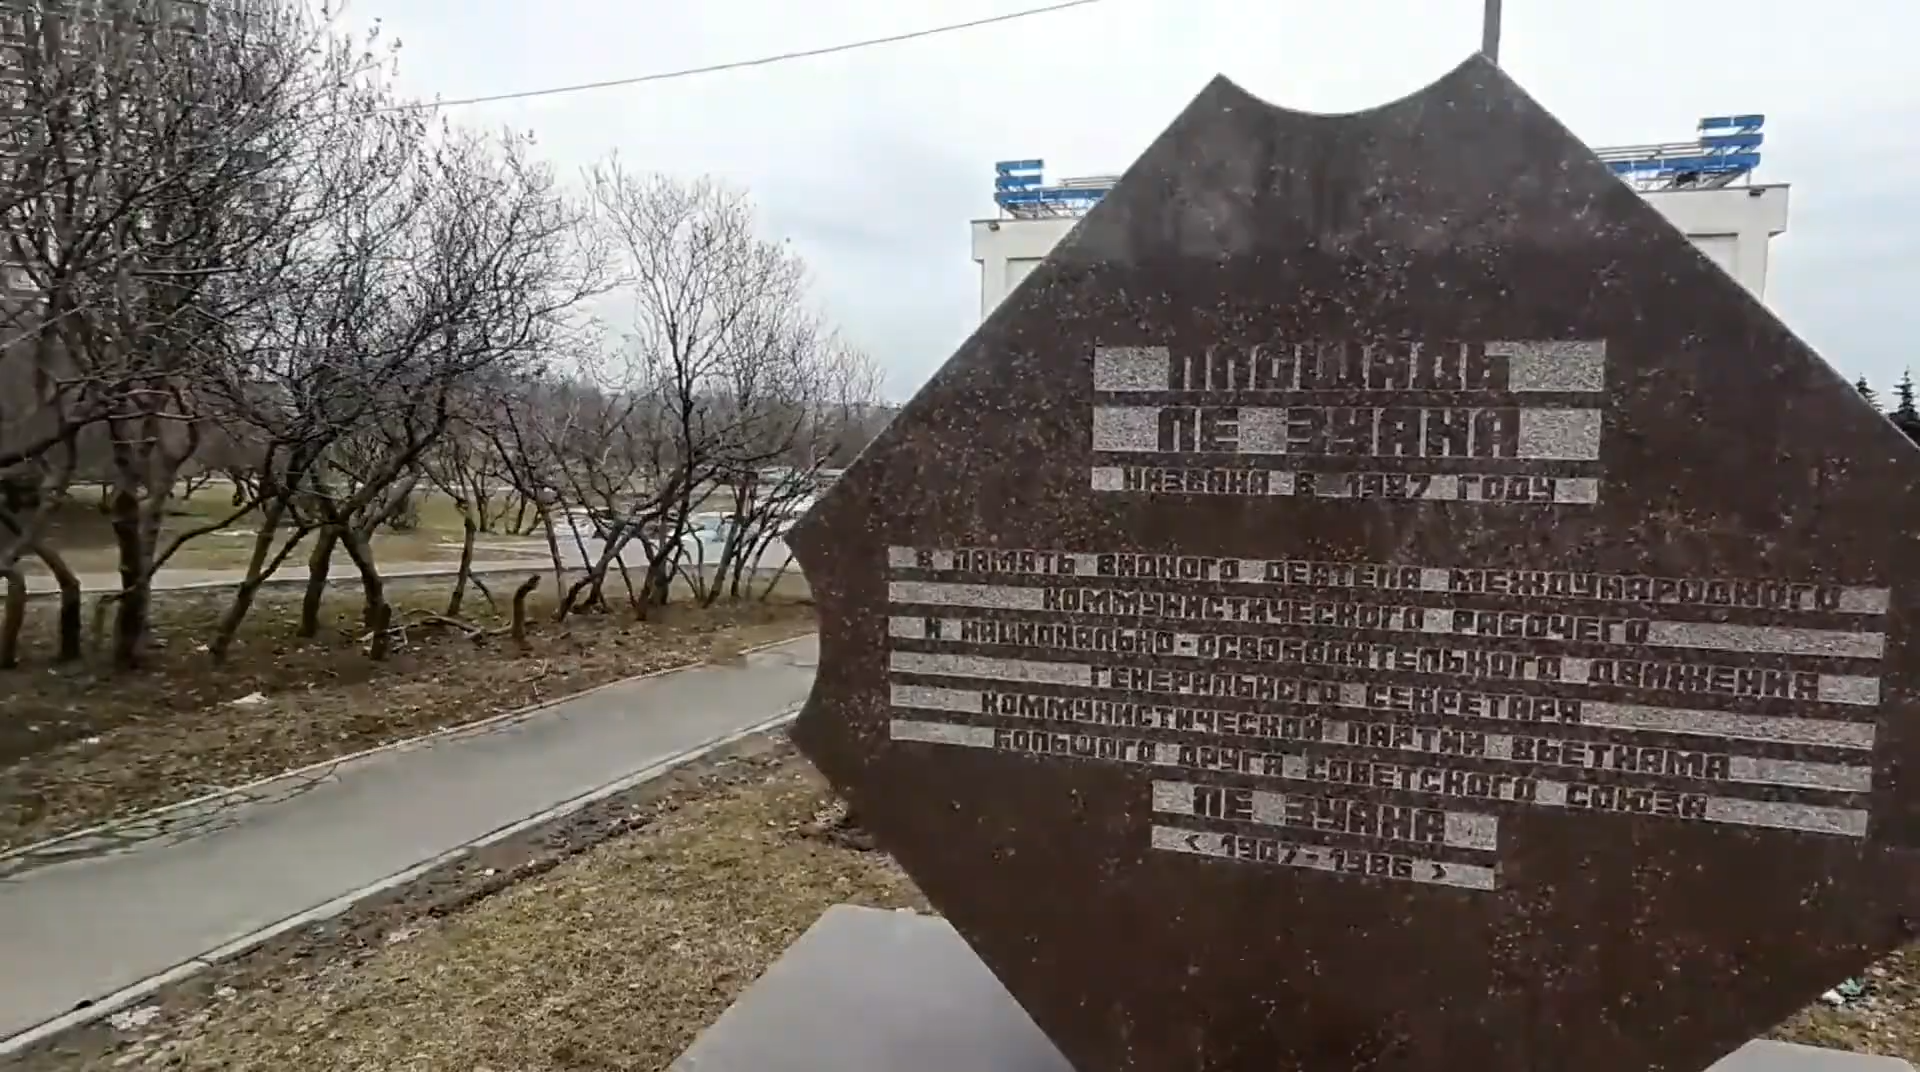 ПЛОЩАДЬ
ЛЕ ЗУАНА
НАЗВАНА В 1987 ГОДУ
В ПАМЯТЬ ВИДНОГО ДЕЯТЕЛЯ МЕЖДУНАРОДНОГО
КОММУНИСТИЧЕСКОГО РАБОЧЕГО
И НАЦИОНАЛЬНО-ОСВОБОДИТЕЛЬНОГО ДВИЖЕНИЯ
ГЕНЕРАЛЬНОГО СЕКРЕТАРЯ
КОММУНИСТИЧЕСКОЙ ПАРТИИ ВЬЕТНАМА
БОЛЬШОГО ДРУГА СОВЕТСКОГО СОЮЗА
ЛЕ ЗУАНА
< 1907-1986 >